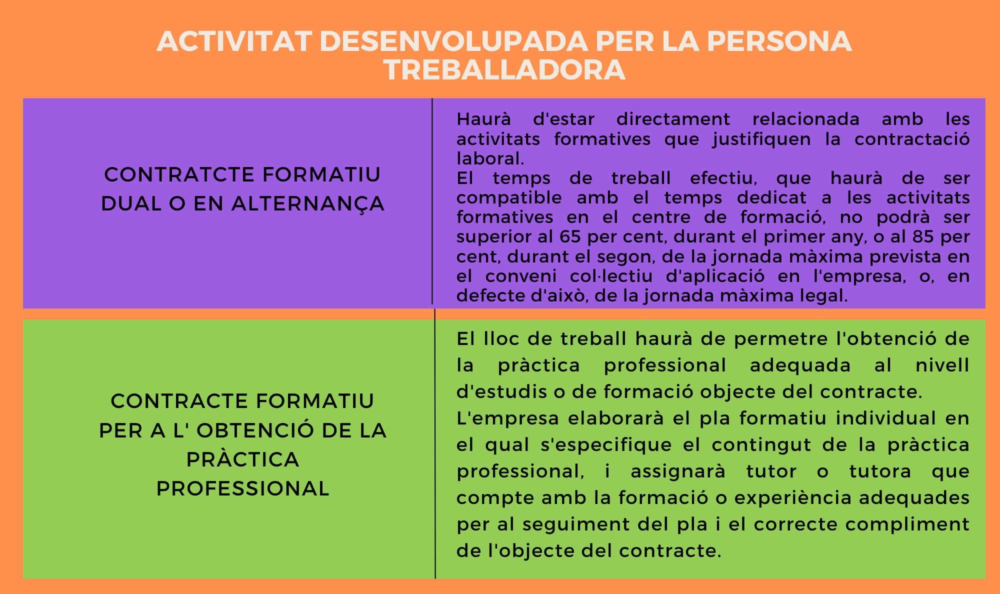 ACTIVITAT DESENVOLUPADA PER LA PERSONA
TREBALLADORA
CONTRATCTE FORMATIU
DUAL O EN ALTERNANÇA
Haurà d'estar directament relacionada amb les
activitats formatives que justifiquen la contractació
laboral.
El temps de treball efectiu, que haurà de ser
compatible amb el temps dedicat a les activitats
formatives en el centre de formació, no podrà ser
superior al 65 per cent, durant el primer any, o al 85 per
cent, durant el segon, de la jornada màxima prevista en
el conveni col·lectiu d'aplicació en l'empresa, o, en
defecte d'això, de la jornada màxima legal.
CONTRACTE FORMATIU
PER A L' OBTENCIÓ DE LA
PRÀCTICA
PROFESSIONAL
El lloc de treball haurà de permetre l'obtenció de
la pràctica professional adequada al nivell
d'estudis o de formació objecte del contracte.
L'empresa elaborarà el pla formatiu individual en
el qual s'especifique el contingut de la pràctica
professional, i assignarà tutor o tutora que
compte amb la formació o experiència adequades
per al seguiment del pla i el correcte compliment
de l'objecte del contracte.